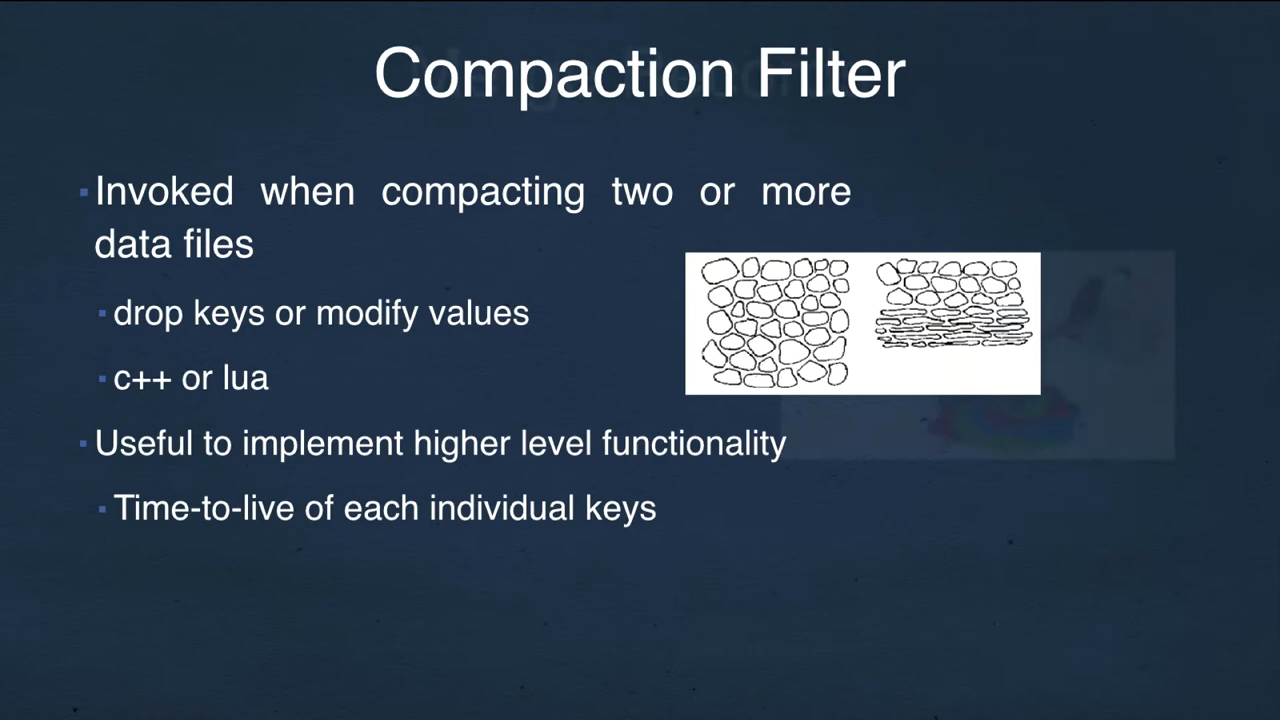 Compaction Filter
Invoked when compacting two or more
data files
drop keys or modify values
c++ or lua
Useful to implement higher level functionality
Time-to-live of each individual keys